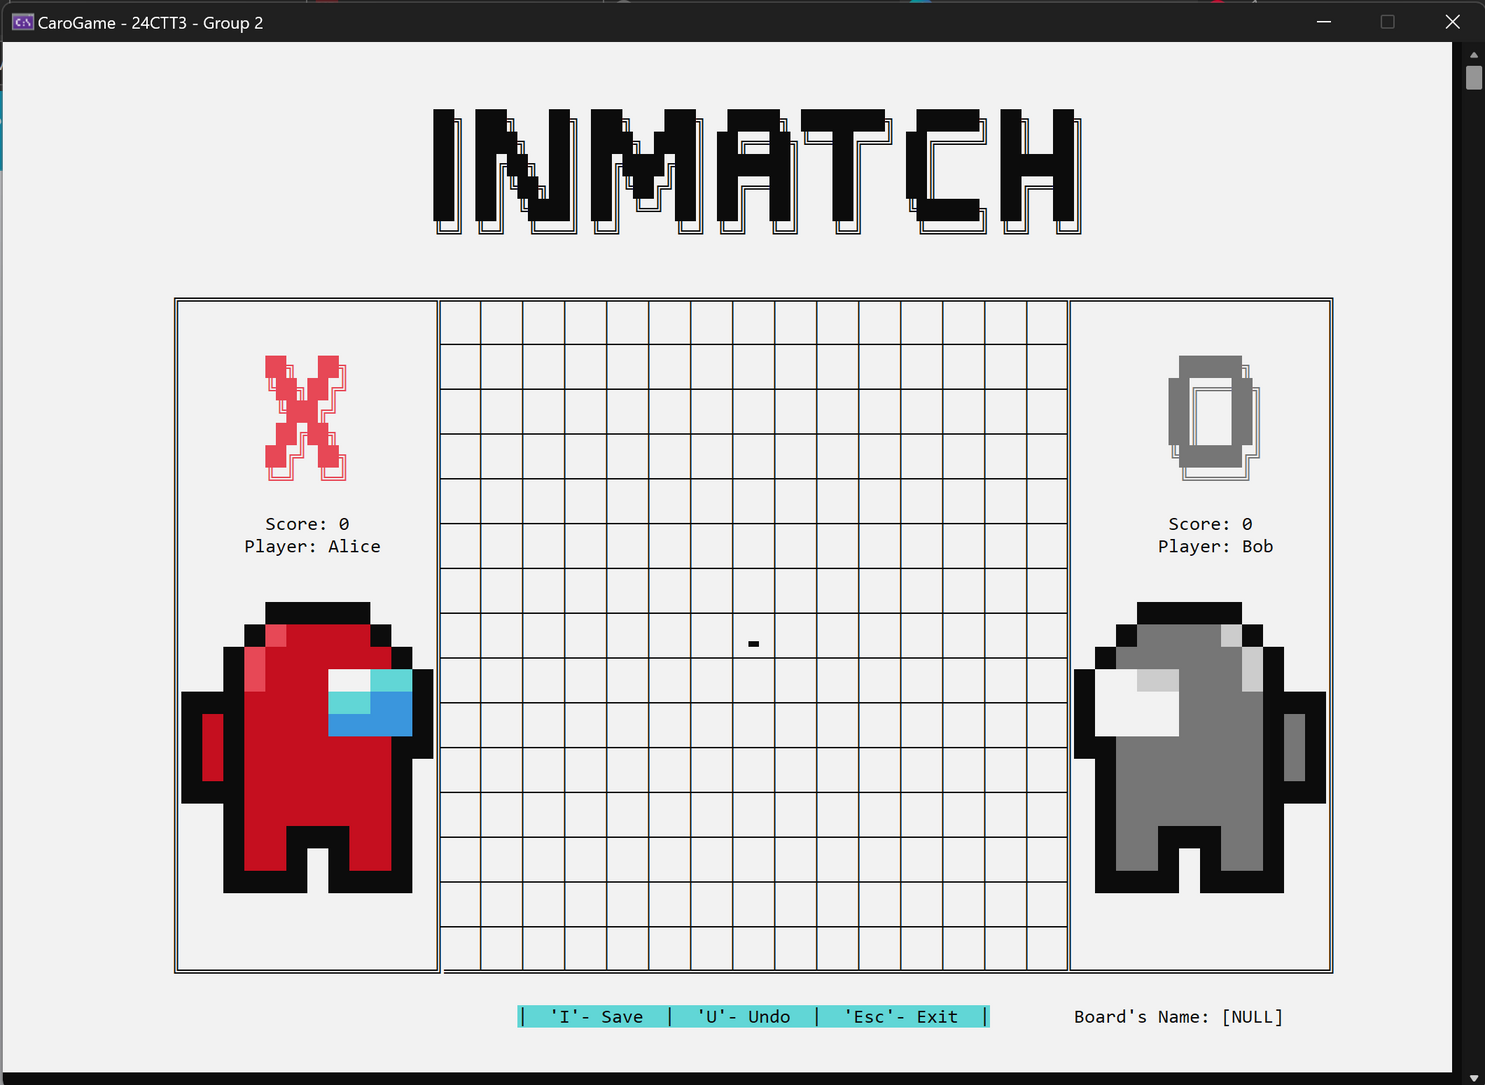 CaroGame - 24CTT3 - Group 2
INMATCH
X
O
Score: 0
Player: Alice
Score: 0
Player: Bob
| 'I'- Save | 'U'- Undo | 'Esc'- Exit |
Board's Name: [NULL]